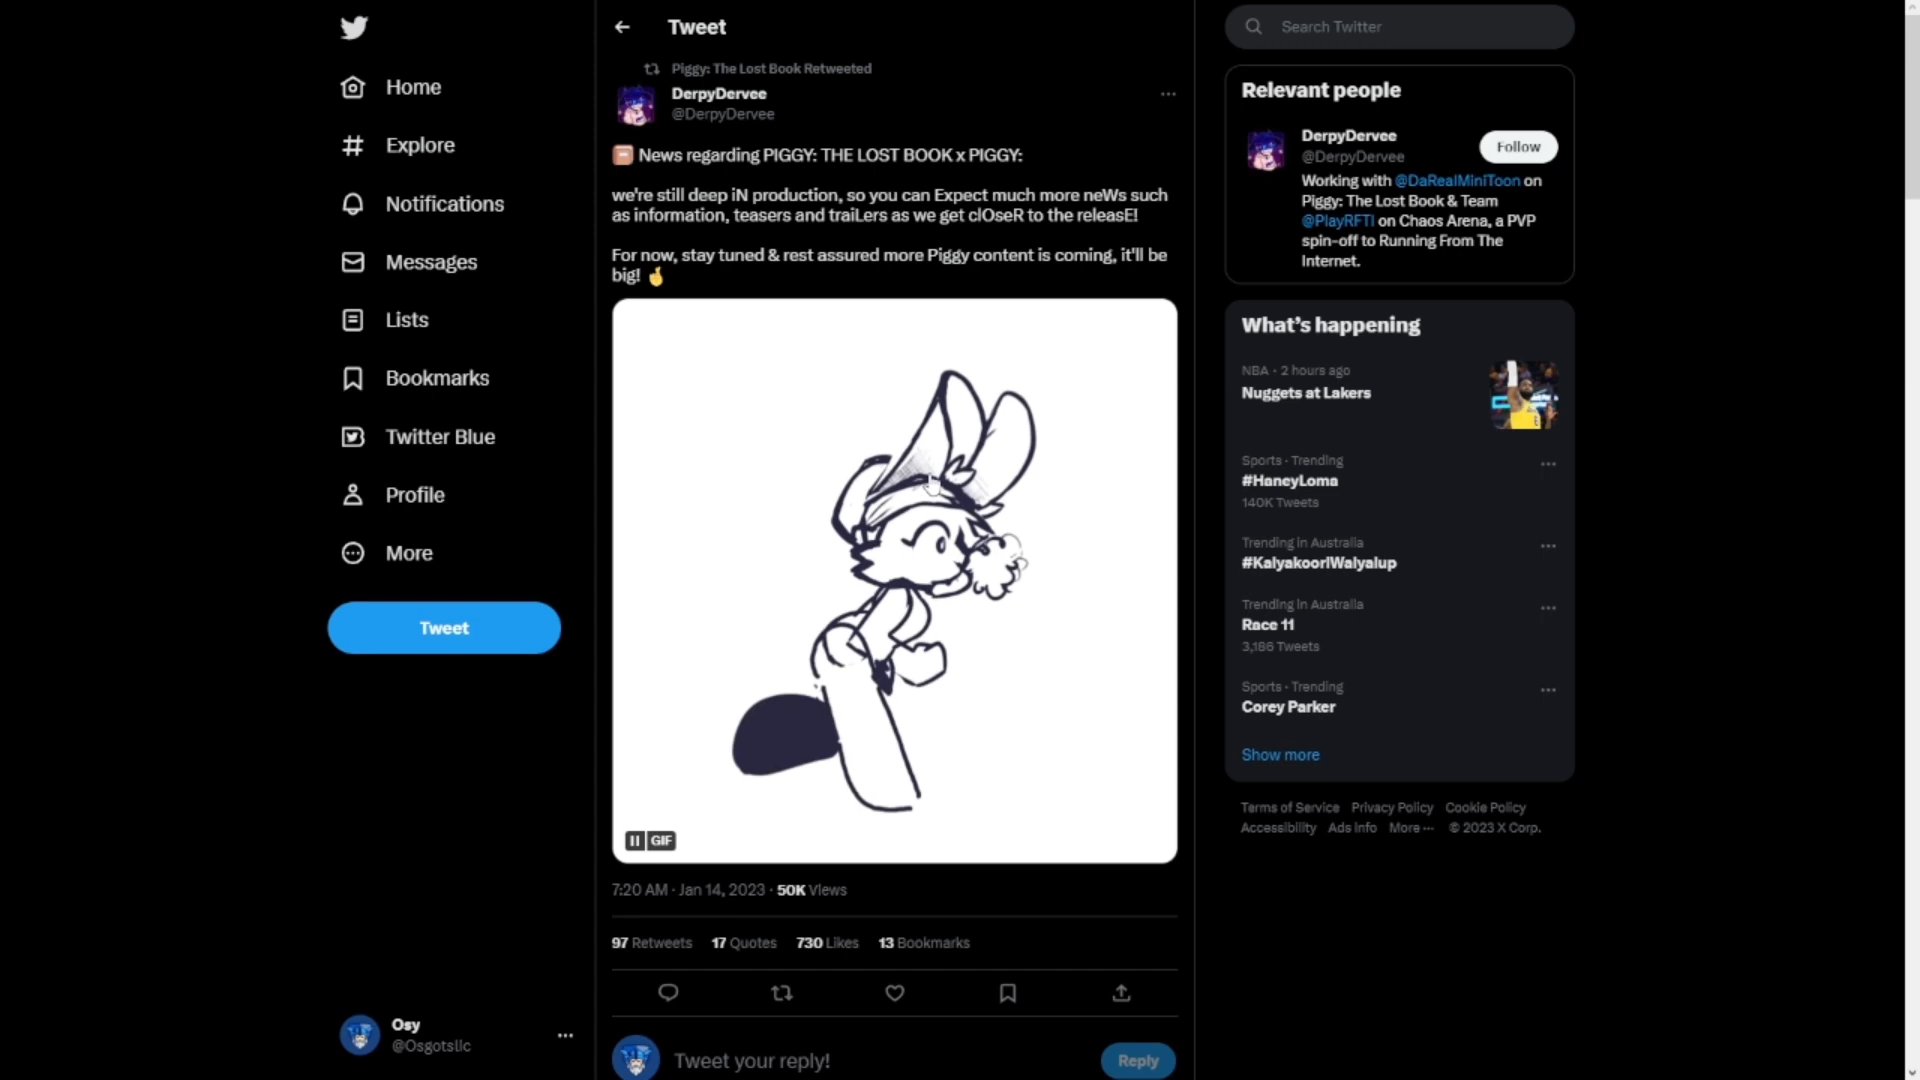 Home
Explore
Notifications
Messages
Lists
Bookmarks
Twitter Blue
Profile
More
Tweet
Osy
@Osgotsllc
Tweet
Piggy: The Lost Book Retweeted
DerpyDervee
@DerpyDervee
News regarding PIGGY: THE LOST BOOK x PIGGY:
we're still deep iN production, so you can Expect much more neWs such
as information, teasers and traiLers as we get clOseR to the releasE!
For now, stay tuned & rest assured more Piggy content is coming, it'll be
big!
GIF
7:20 AM · Jan 14, 2023 · 50K Views
97 Retweets 17 Quotes 730 Likes 13 Bookmarks
Tweet your reply!
Reply
Search Twitter
Relevant people
DerpyDervee
@DerpyDervee
Follow
Working with @DaRealMiniToon on
Piggy: The Lost Book & Team
@PlayRFTI on Chaos Arena, a PVP
spin-off to Running From The
Internet.
What's happening
NBA · 2 hours ago
Nuggets at Lakers
Sports · Trending
#HaneyLoma
140K Tweets
Trending in Australia
#KalyakoorlWalyalup
Trending in Australia
Race 11
3,186 Tweets
Sports · Trending
Corey Parker
Show more
Terms of Service Privacy Policy Cookie Policy
Accessibility Ads info More ··· © 2023 X Corp.